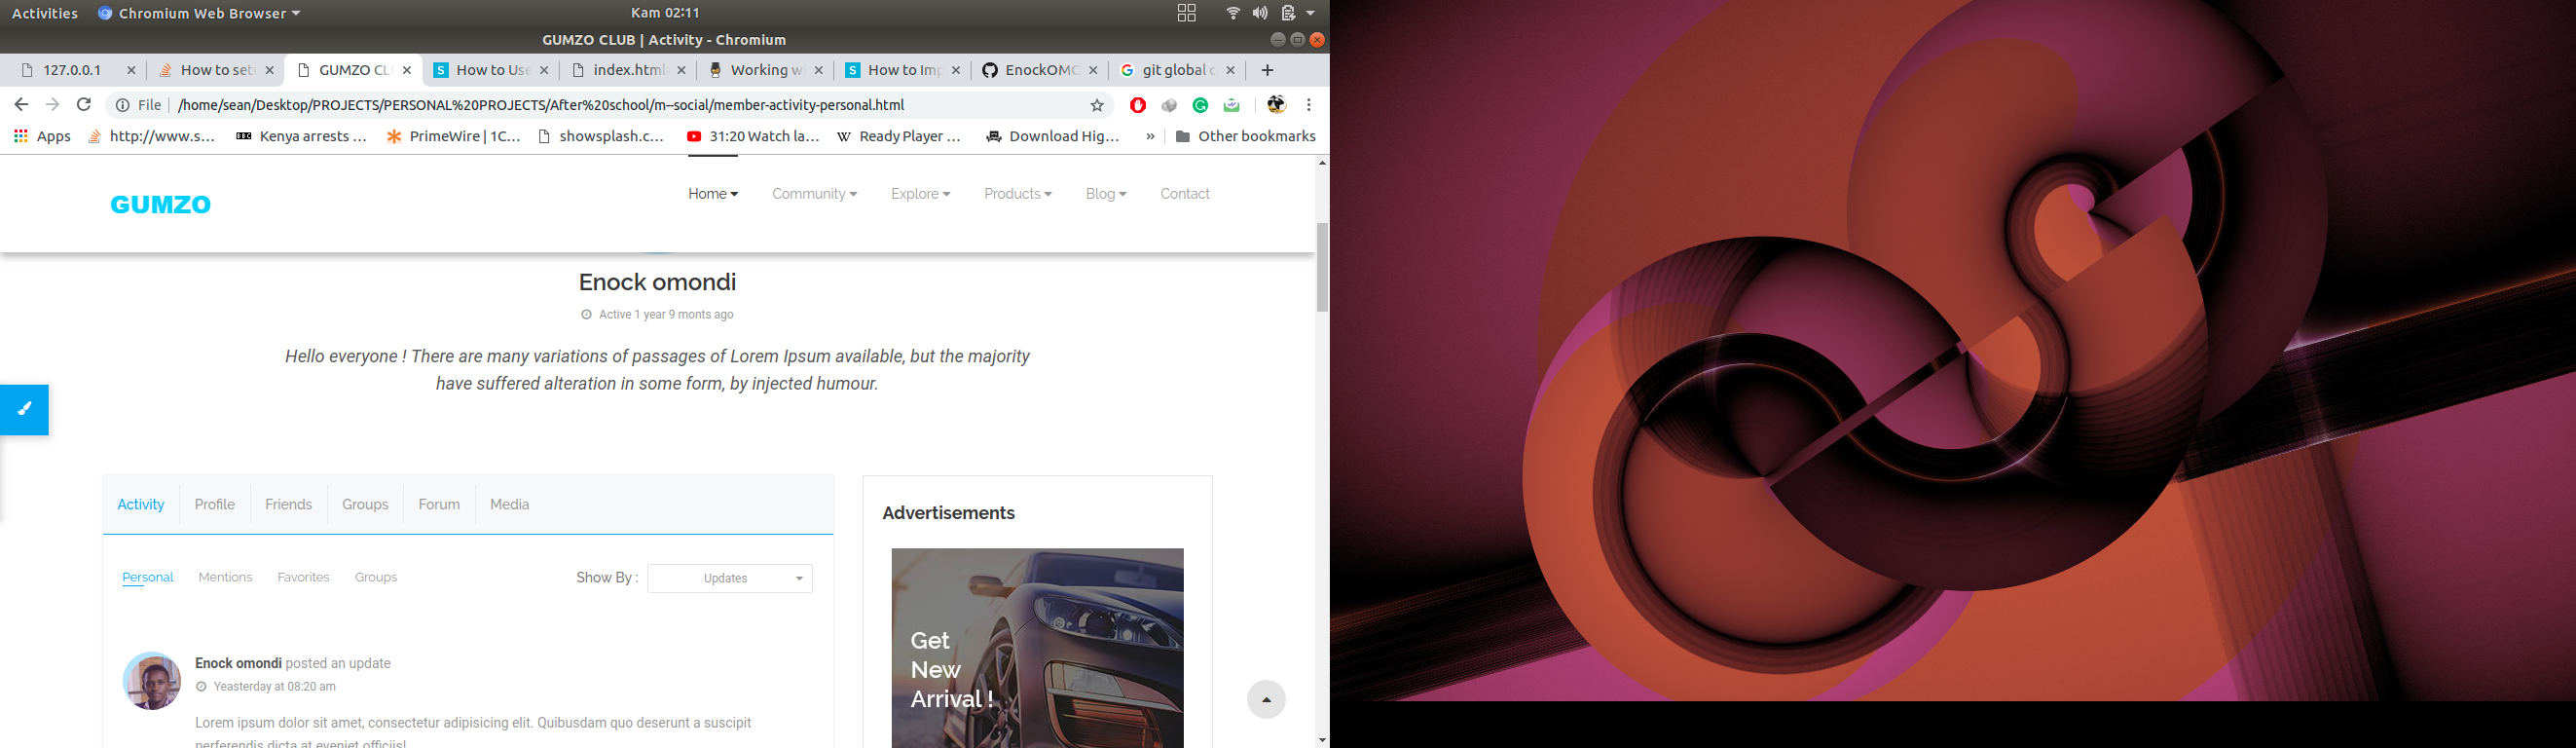 Activities Chromium Web Browser Kam 02:11
GUMZO CLUB | Activity - Chromium
127.0.0.1 How to set GUMZO CL How to Use index.html Working w How to Imp EnockOMO git global c
File /home/sean/Desktop/PROJECTS/PERSONAL%20PROJECTS/After%20school/m--social/member-activity-personal.html
Apps http://www.s... Kenya arrests ... PrimeWire | 1C... showsplash.c... 31:20 Watch la... Ready Player ... Download Hig... » Other bookmarks
GUMZO Home Community Explore Products Blog Contact
Enock omondi
Active 1 year 9 monts ago
Hello everyone ! There are many variations of passages of Lorem Ipsum available, but the majority
have suffered alteration in some form, by injected humour.
Activity Profile Friends Groups Forum Media
Advertisements
Personal Mentions Favorites Groups Show By : Updates
Get
New
Arrival !
Enock omondi posted an update
Yeasterday at 08:20 am
Lorem ipsum dolor sit amet, consectetur adipisicing elit. Quibusdam quo deserunt a suscipit
perferendis dicta at eveniet officiis!